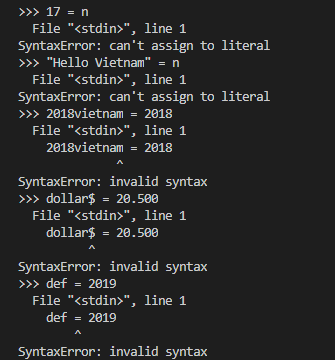 >>> 17 = n
  File "<stdin>", line 1
SyntaxError: can't assign to literal
>>> "Hello Vietnam" = n
  File "<stdin>", line 1
SyntaxError: can't assign to literal
>>> 2018vietnam = 2018
  File "<stdin>", line 1
    2018vietnam = 2018
              ^
SyntaxError: invalid syntax
>>> dollar$ = 20.500
  File "<stdin>", line 1
    dollar$ = 20.500
          ^
SyntaxError: invalid syntax
>>> def = 2019
  File "<stdin>", line 1
    def = 2019
        ^
SyntaxError: invalid syntax